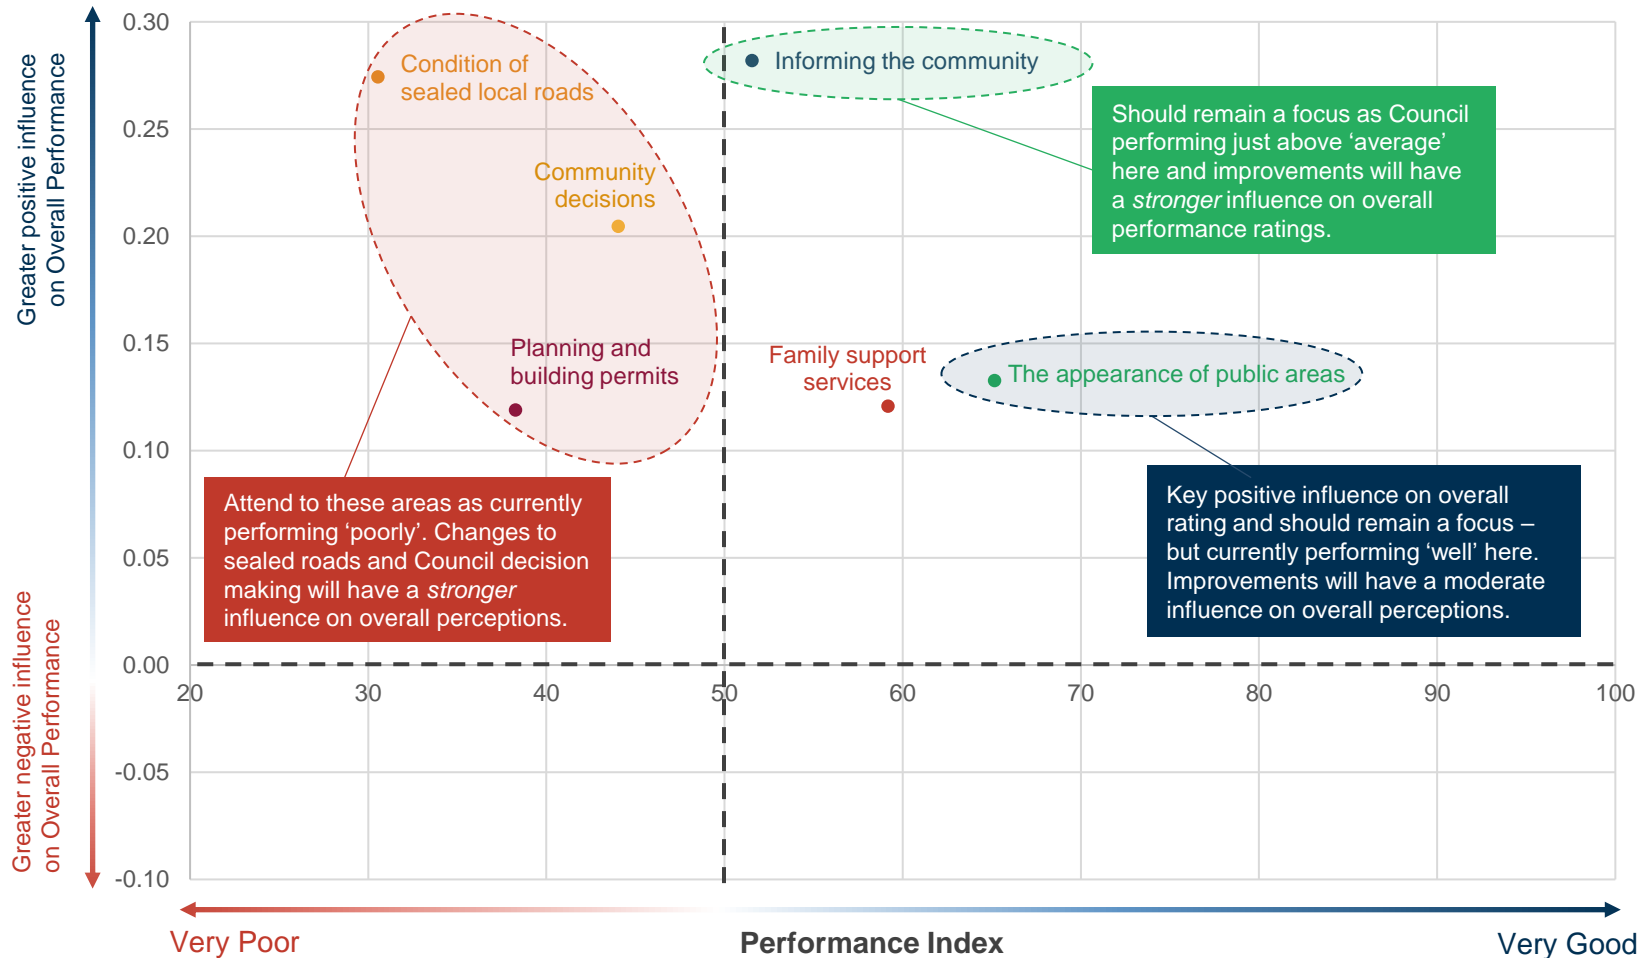 Greater positive influence
on Overall Performance
Greater negative influence
on Overall Performance
0.30
0.25
0.20
0.15
0.10
0.05
0.00
-0.05
-0.10
20
30
40
50
60
70
80
90
100
Condition of
sealed local roads
Community
decisions
Planning and
building permits
Informing the community
Family support
services
The appearance of public areas
Should remain a focus as Council
performing just above ‘average’
here and improvements will have
a stronger influence on overall
performance ratings.
Attend to these areas as currently
performing ‘poorly’. Changes to
sealed roads and Council decision
making will have a stronger
influence on overall perceptions.
Key positive influence on overall
rating and should remain a focus –
but currently performing ‘well’ here.
Improvements will have a moderate
influence on overall perceptions.
Very Poor
Performance Index
Very Good